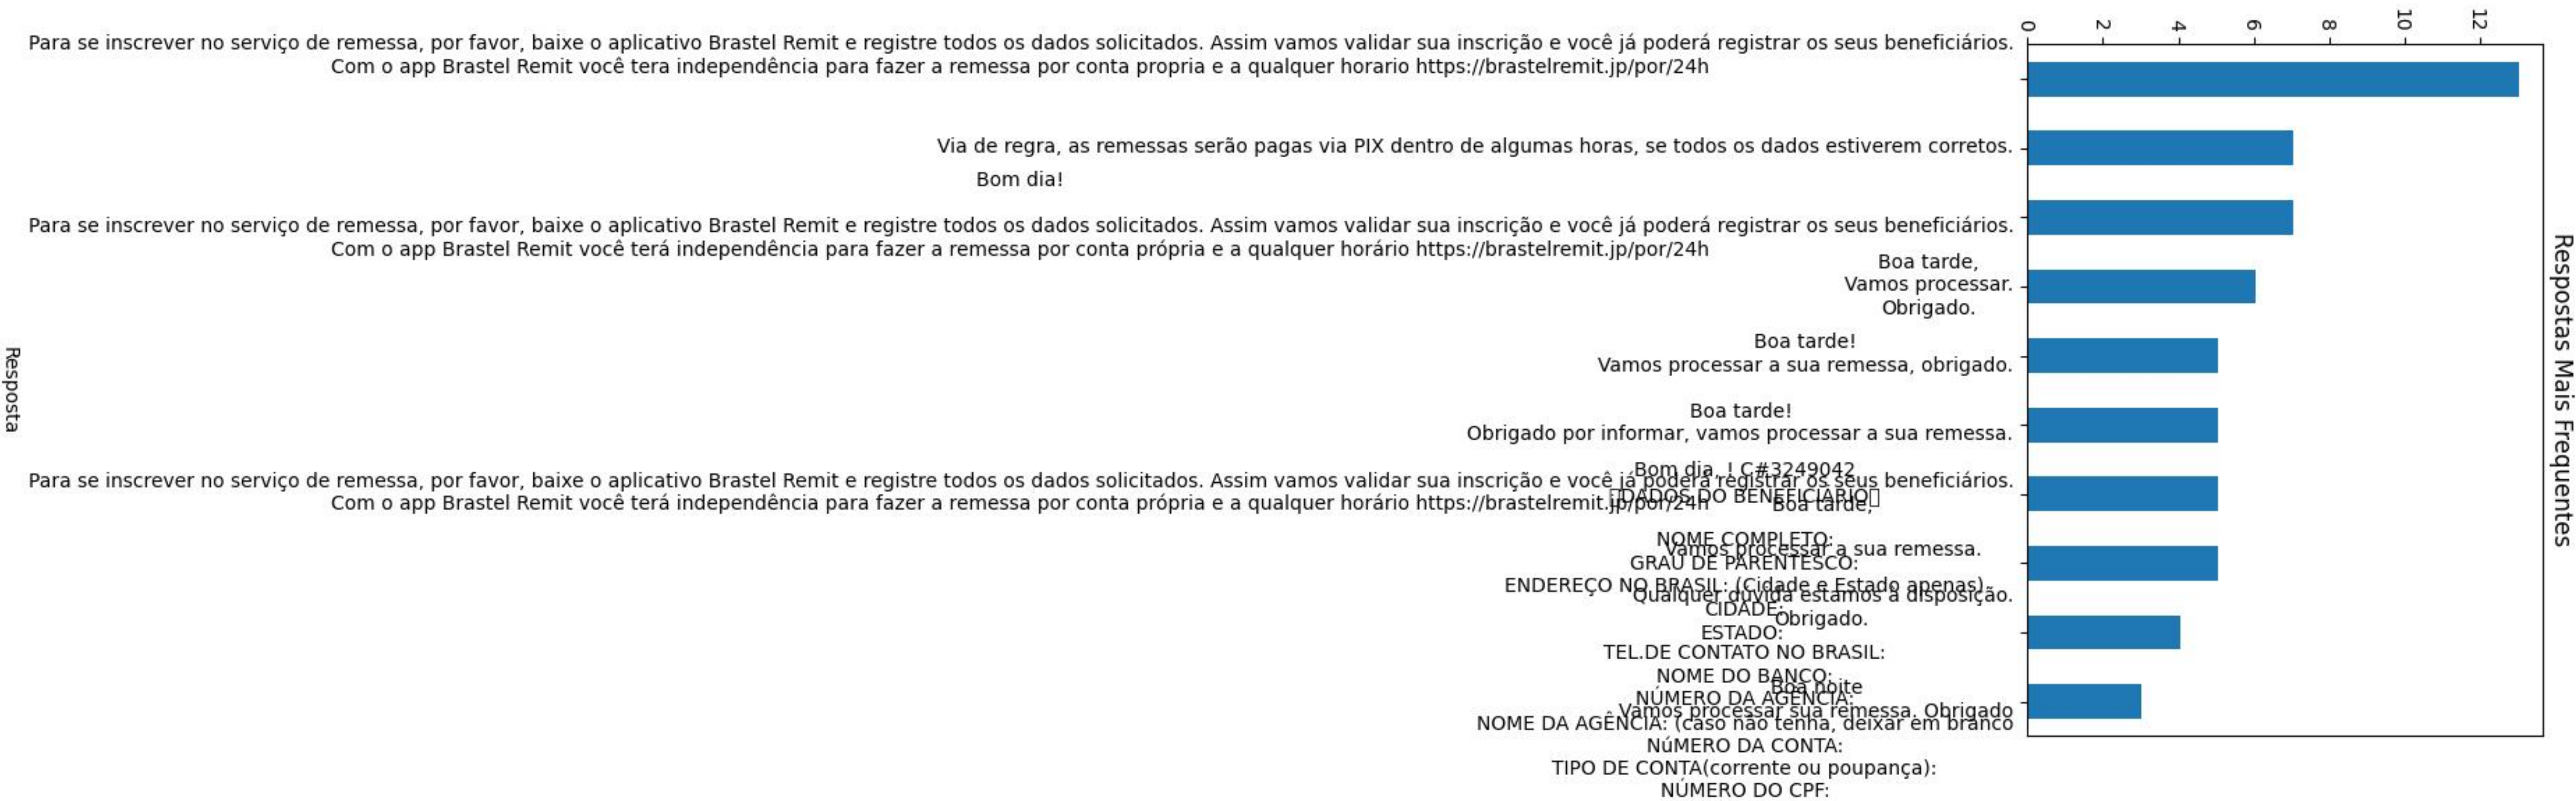 0
2
4
6
8
10
12
Respostas Mais Frequentes
Resposta
Para se inscrever no serviço de remessa, por favor, baixe o aplicativo Brastel Remit e registre todos os dados solicitados. Assim vamos validar sua inscrição e você já poderá registrar os seus beneficiários.
Com o app Brastel Remit você tera independência para fazer a remessa por conta propria e a qualquer horario https://brastelremit.jp/por/24h
Via de regra, as remessas serão pagas via PIX dentro de algumas horas, se todos os dados estiverem corretos.
Bom dia!
Para se inscrever no serviço de remessa, por favor, baixe o aplicativo Brastel Remit e registre todos os dados solicitados. Assim vamos validar sua inscrição e você já poderá registrar os seus beneficiários.
Com o app Brastel Remit você terá independência para fazer a remessa por conta própria e a qualquer horário https://brastelremit.jp/por/24h
Boa tarde,
Vamos processar.
Obrigado.
Boa tarde!
Vamos processar a sua remessa, obrigado.
Boa tarde!
Obrigado por informar, vamos processar a sua remessa.
Para se inscrever no serviço de remessa, por favor, baixe o aplicativo Brastel Remit e registre todos os dados solicitados. Assim vamos validar sua inscrição e você já poderá registrar os seus beneficiários.
Com o app Brastel Remit você terá independência para fazer a remessa por conta própria e a qualquer horário https://brastelremit.jp/por/24h
Boa tarde,
Vamos processar a sua remessa.
Qualquer dúvida estamos à disposição.
Obrigado.
Bom dia, ! C#3249042
DADOS DO BENEFICIÁRIO
NOME COMPLETO:
GRAU DE PARENTESCO:
ENDEREÇO NO BRASIL: (Cidade e Estado apenas)
CIDADE:
ESTADO:
TEL.DE CONTATO NO BRASIL:
NOME DO BANCO:
NÚMERO DA AGÊNCIA:
NOME DA AGÊNCIA: (caso não tenha, deixar em branco
NúMERO DA CONTA:
TIPO DE CONTA(corrente ou poupança):
NÚMERO DO CPF:
Boa noite
Vamos processar sua remessa. Obrigado